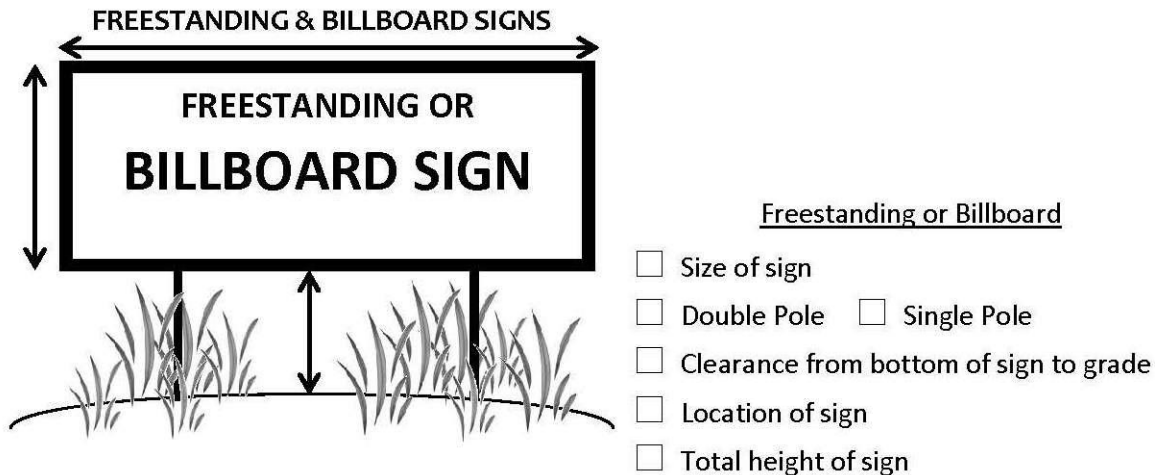 FREESTANDING & BILLBOARD SIGNS
FREESTANDING OR
BILLBOARD SIGN
Freestanding or Billboard
Size of sign
Double Pole Single Pole
Clearance from bottom of sign to grade
Location of sign
Total height of sign